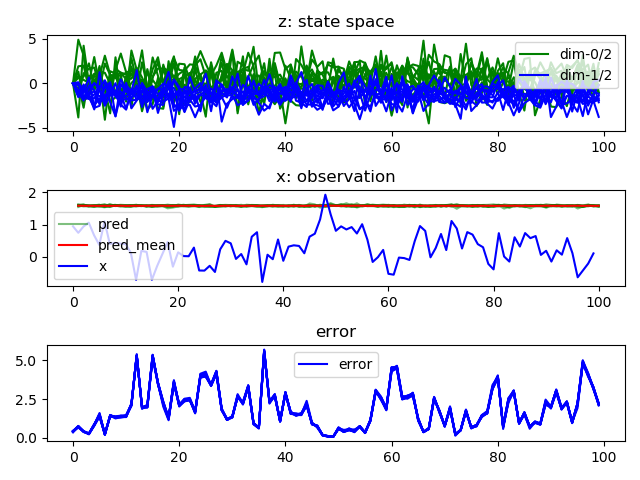 z: state space
5
0
−5
dim-0/2
dim-1/2
0 20 40 60 80 100
x: observation
2
1
0
pred
pred_mean
x
0 20 40 60 80 100
error
5.0
2.5
0.0
error
0 20 40 60 80 100